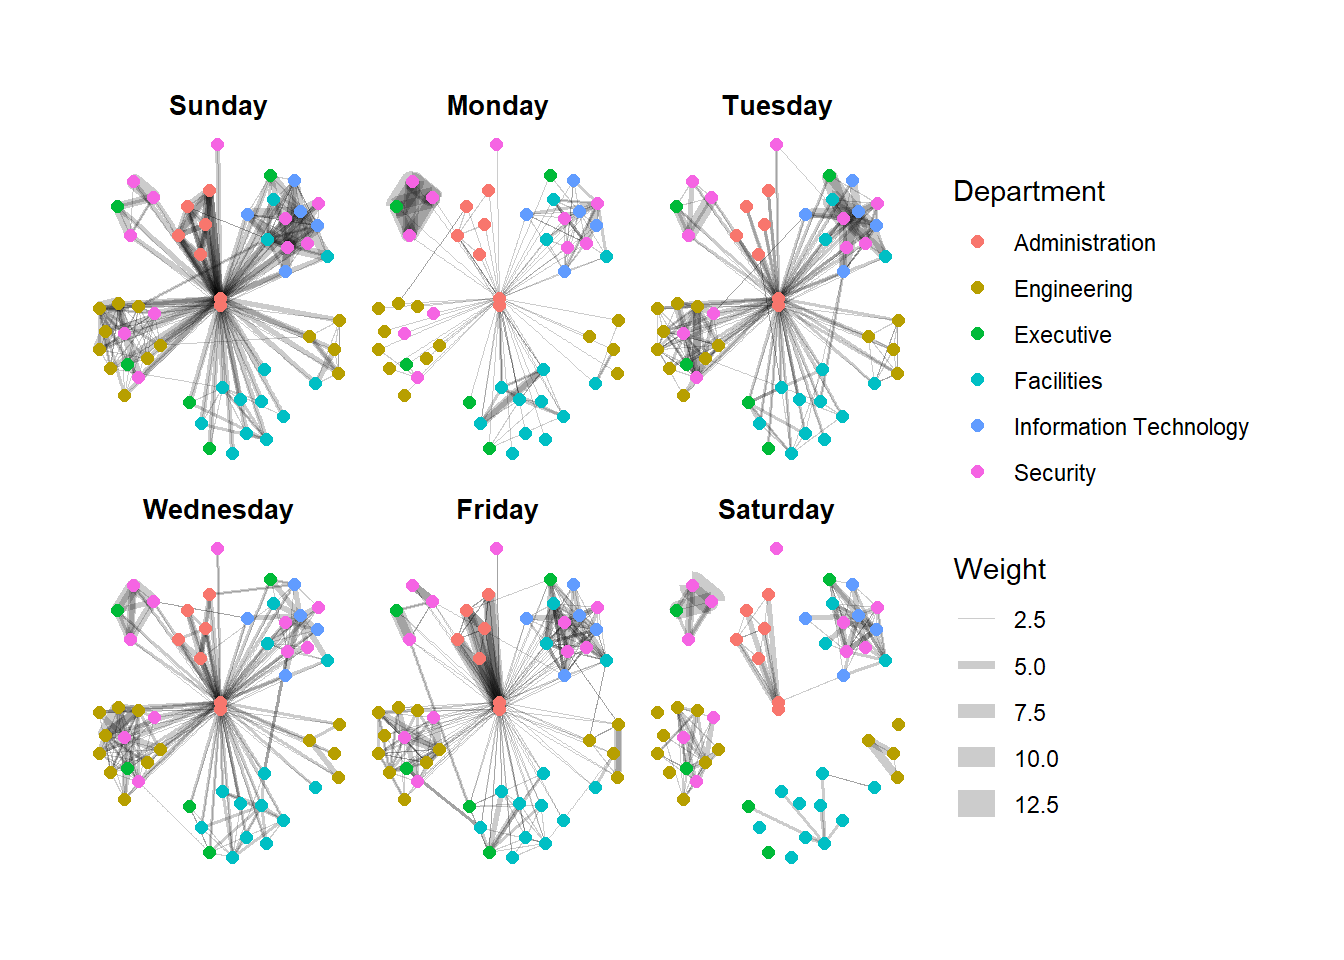 Sunday
Monday
Tuesday
Wednesday
Friday
Saturday
Department
Administration
Engineering
Executive
Facilities
Information Technology
Security
Weight
2.5
5.0
7.5
10.0
12.5